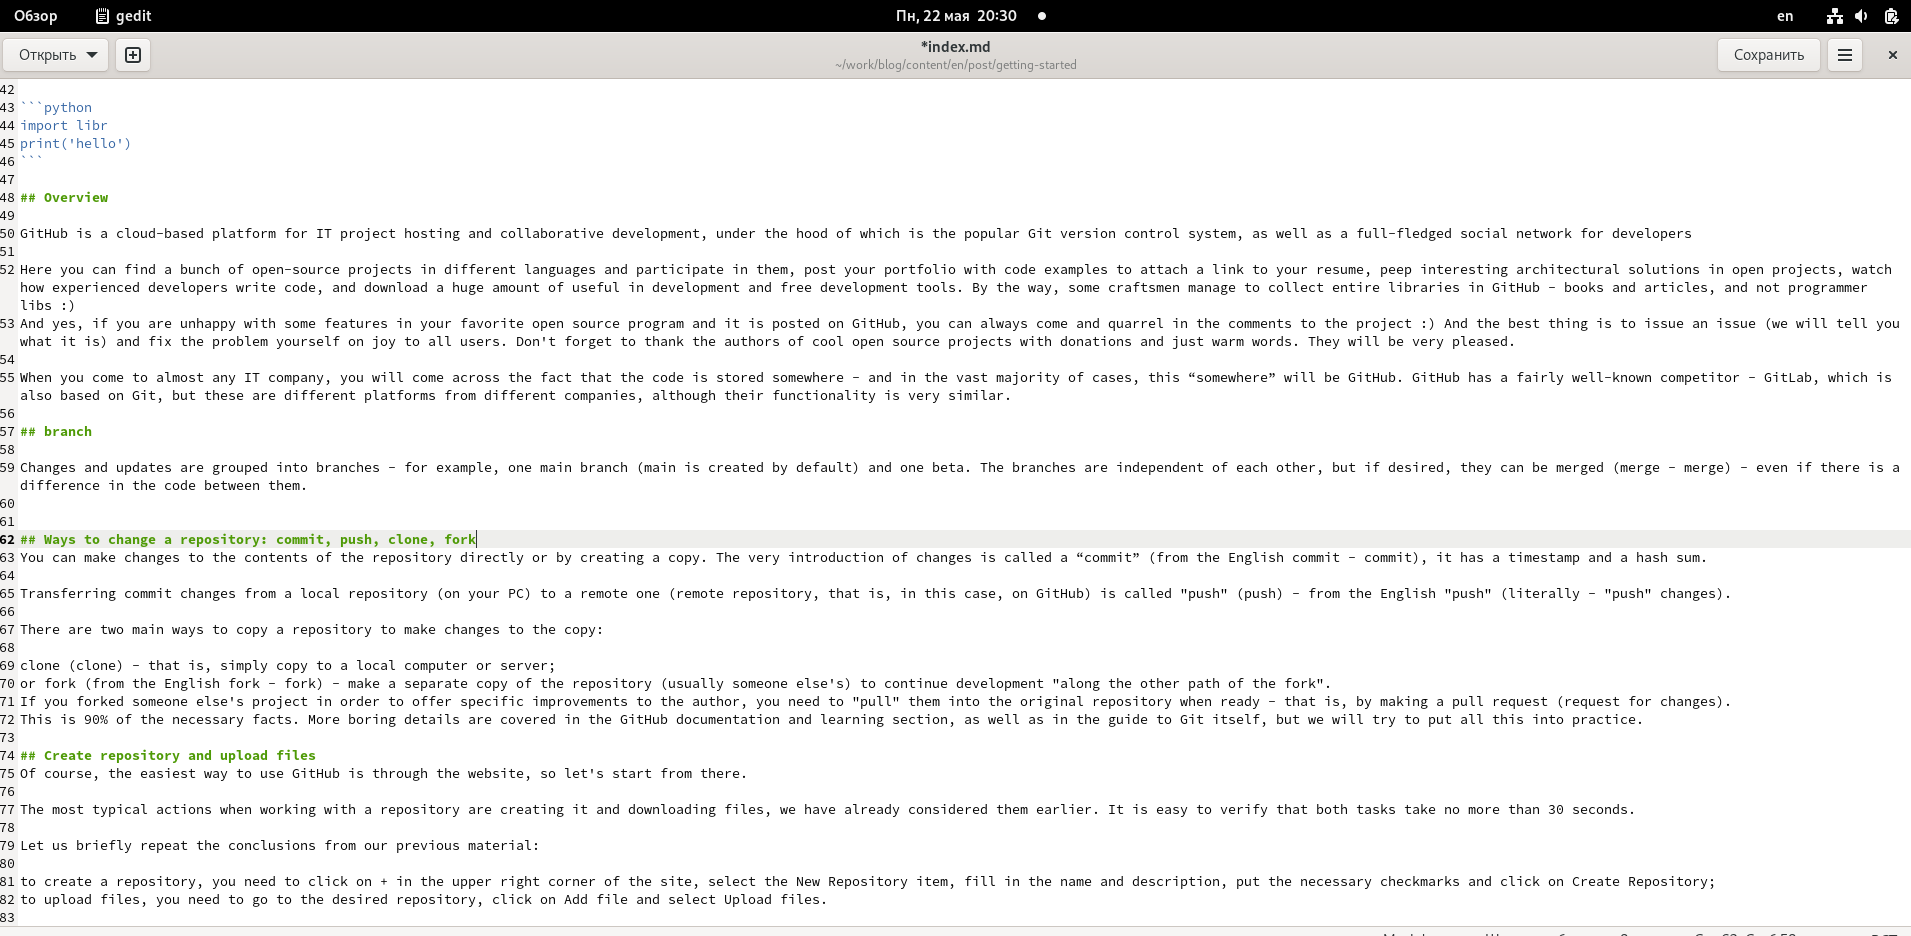 Обзор gedit Пн, 22 мая 20:30 en
Открыть *index.md Сохранить
~/work/blog/content/en/post/getting-started
42
43 ```python
44 import libr
45 print('hello')
46 ```
47
48 ## Overview
49
50 GitHub is a cloud-based platform for IT project hosting and collaborative development, under the hood of which is the popular Git version control system, as well as a full-fledged social network for developers
51
52 Here you can find a bunch of open-source projects in different languages and participate in them, post your portfolio with code examples to attach a link to your resume, peep interesting architectural solutions in open projects, watch
how experienced developers write code, and download a huge amount of useful in development and free development tools. By the way, some craftsmen manage to collect entire libraries in GitHub - books and articles, and not programmer
libs :)
53 And yes, if you are unhappy with some features in your favorite open source program and it is posted on GitHub, you can always come and quarrel in the comments to the project :) And the best thing is to issue an issue (we will tell you
what it is) and fix the problem yourself on joy to all users. Don't forget to thank the authors of cool open source projects with donations and just warm words. They will be very pleased.
54
55 When you come to almost any IT company, you will come across the fact that the code is stored somewhere - and in the vast majority of cases, this “somewhere” will be GitHub. GitHub has a fairly well-known competitor - GitLab, which is
also based on Git, but these are different platforms from different companies, although their functionality is very similar.
56
57 ## branch
58
59 Changes and updates are grouped into branches - for example, one main branch (main is created by default) and one beta. The branches are independent of each other, but if desired, they can be merged (merge - merge) - even if there is a
difference in the code between them.
60
61
62 ## Ways to change a repository: commit, push, clone, fork
63 You can make changes to the contents of the repository directly or by creating a copy. The very introduction of changes is called a “commit” (from the English commit - commit), it has a timestamp and a hash sum.
64
65 Transferring commit changes from a local repository (on your PC) to a remote one (remote repository, that is, in this case, on GitHub) is called "push" (push) - from the English "push" (literally - "push" changes).
66
67 There are two main ways to copy a repository to make changes to the copy:
68
69 clone (clone) - that is, simply copy to a local computer or server;
70 or fork (from the English fork - fork) - make a separate copy of the repository (usually someone else's) to continue development "along the other path of the fork".
71 If you forked someone else's project in order to offer specific improvements to the author, you need to "pull" them into the original repository when ready - that is, by making a pull request (request for changes).
72 This is 90% of the necessary facts. More boring details are covered in the GitHub documentation and learning section, as well as in the guide to Git itself, but we will try to put all this into practice.
73
74 ## Create repository and upload files
75 Of course, the easiest way to use GitHub is through the website, so let's start from there.
76
77 The most typical actions when working with a repository are creating it and downloading files, we have already considered them earlier. It is easy to verify that both tasks take no more than 30 seconds.
78
79 Let us briefly repeat the conclusions from our previous material:
80
81 to create a repository, you need to click on + in the upper right corner of the site, select the New Repository item, fill in the name and description, put the necessary checkmarks and click on Create Repository;
82 to upload files, you need to go to the desired repository, click on Add file and select Upload files.
83